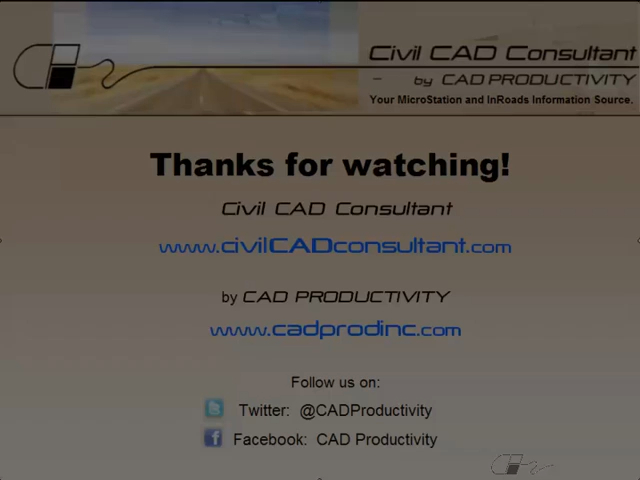 Civil CAD Consultant
by CAD PRODUCTIVITY
Your MicroStation and InRoads Information Source.
Thanks for watching!
Civil CAD Consultant
www.civilCADconsultant.com
by CAD PRODUCTIVITY
www.cadprodinc.com
Follow us on:
Twitter: @CADProductivity
Facebook: CAD Productivity